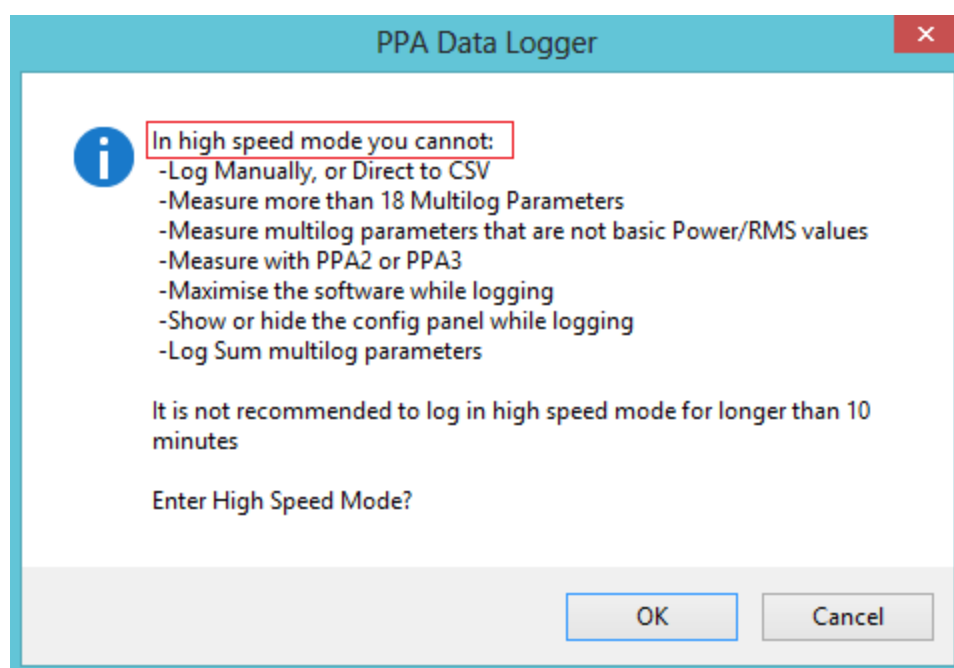 PPA Data Logger
In high speed mode you cannot:
-Log Manually, or Direct to CSV
-Measure more than 18 Multilog Parameters
-Measure multilog parameters that are not basic Power/RMS values
-Measure with PPA2 or PPA3
-Maximise the software while logging
-Show or hide the config panel while logging
-Log Sum multilog parameters
It is not recommended to log in high speed mode for longer than 10
minutes
Enter High Speed Mode?
OK Cancel